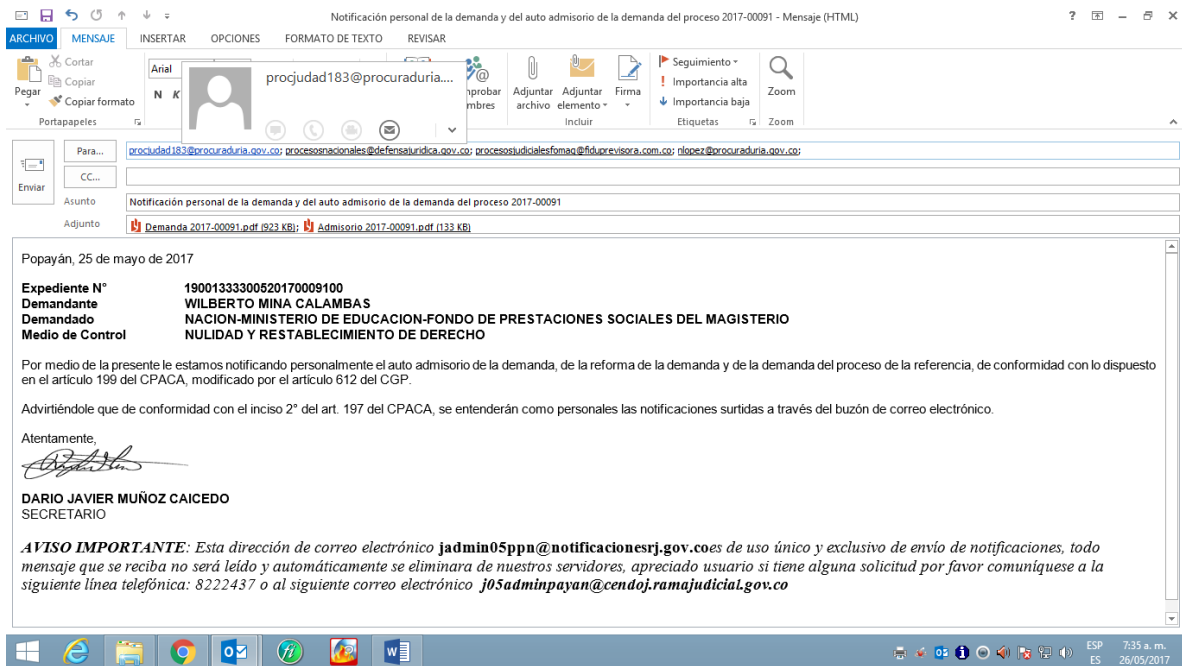 Notificación personal de la demanda y del auto admisorio de la demanda del proceso 2017-00091 - Mensaje (HTML)
ARCHIVO MENSAJE INSERTAR OPCIONES FORMATO DE TEXTO REVISAR
Pegar
Cortar
Copiar
Copiar formato
Portapapeles
Arial
N K
procjudad183@procuraduria....
Adjuntar archivo
Adjuntar elemento
Firma
Incluir
Seguimiento
Importancia alta
Importancia baja
Etiquetas
Zoom
Zoom
Enviar
Para... procjudad183@procuraduria.gov.co; procesosnacionales@defensajuridica.gov.co; procesosjudicialesfomag@fiduprevisora.com.co; nlopez@procuraduria.gov.co;
CC...
Asunto Notificación personal de la demanda y del auto admisorio de la demanda del proceso 2017-00091
Adjunto Demanda 2017-00091.pdf (923 KB); Admisorio 2017-00091.pdf (133 KB)
Popayán, 25 de mayo de 2017
Expediente N° 19001333300520170009100
Demandante WILBERTO MINA CALAMBAS
Demandado NACION-MINISTERIO DE EDUCACION-FONDO DE PRESTACIONES SOCIALES DEL MAGISTERIO
Medio de Control NULIDAD Y RESTABLECIMIENTO DE DERECHO
Por medio de la presente le estamos notificando personalmente el auto admisorio de la demanda, de la reforma de la demanda y de la demanda del proceso de la referencia, de conformidad con lo dispuesto
en el artículo 199 del CPACA, modificado por el artículo 612 del CGP.
Advirtiéndole que de conformidad con el inciso 2° del art. 197 del CPACA, se entenderán como personales las notificaciones surtidas a través del buzón de correo electrónico.
Atentamente,
DARIO JAVIER MUÑOZ CAICEDO
SECRETARIO
AVISO IMPORTANTE: Esta dirección de correo electrónico jadmin05ppn@notificacionesrj.gov.coes de uso único y exclusivo de envío de notificaciones, todo
mensaje que se reciba no será leído y automáticamente se eliminara de nuestros servidores, apreciado usuario si tiene alguna solicitud por favor comuníquese a la
siguiente línea telefónica: 8222437 o al siguiente correo electrónico j05adminpayan@cendoj.ramajudicial.gov.co
ESP
ES
7:35 a. m.
26/05/2017